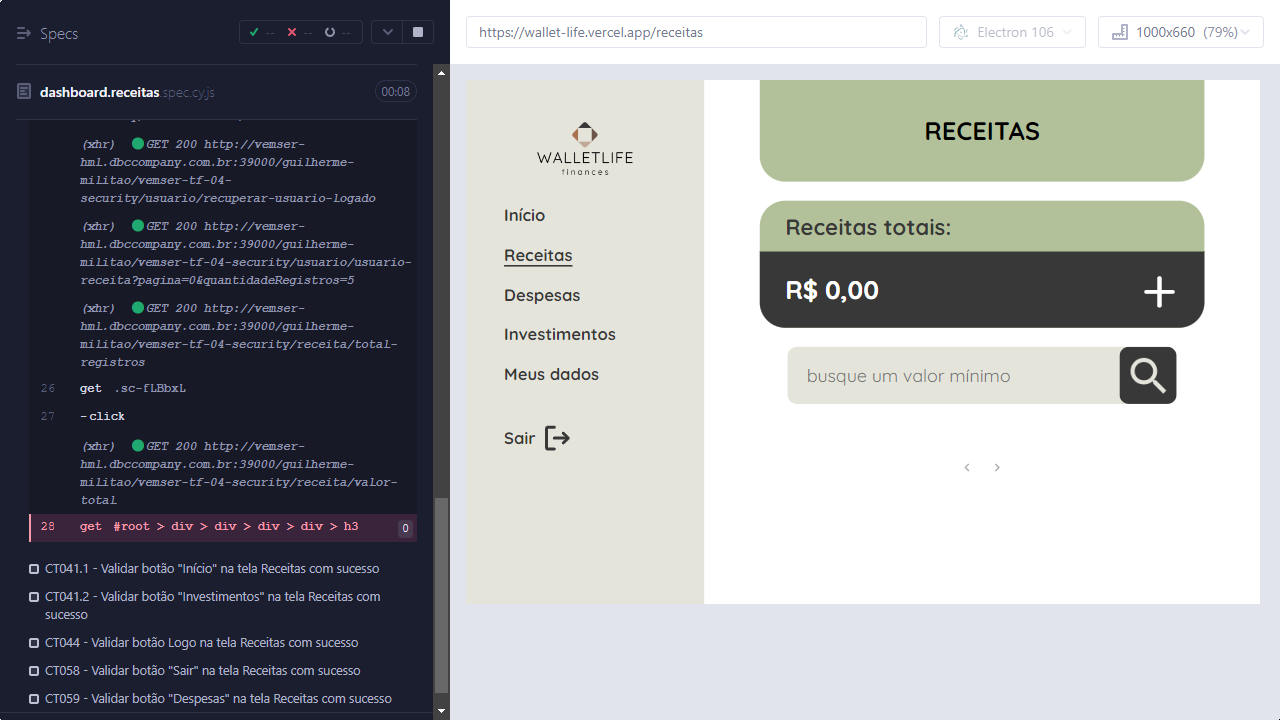 Specs
-- -- --
dashboard.receitas.spec.cy.js
00:08
(xhr) GET 200 http://vemser-
hml.dbccompany.com.br:39000/guilherme-
militao/vemser-tf-04-
security/usuario/recuperar-usuario-logado
(xhr) GET 200 http://vemser-
hml.dbccompany.com.br:39000/guilherme-
militao/vemser-tf-04-security/usuario/usuario-
receita?pagina=0&quantidadeRegistros=5
(xhr) GET 200 http://vemser-
hml.dbccompany.com.br:39000/guilherme-
militao/vemser-tf-04-security/receita/total-
registros
26 get .sc-fLBbxL
27 -click
(xhr) GET 200 http://vemser-
hml.dbccompany.com.br:39000/guilherme-
militao/vemser-tf-04-security/receita/valor-
total
28 get #root > div > div > div > div > h3 0
CT041.1 - Validar botão "Início" na tela Receitas com sucesso
CT041.2 - Validar botão "Investimentos" na tela Receitas com
sucesso
CT044 - Validar botão Logo na tela Receitas com sucesso
CT058 - Validar botão "Sair" na tela Receitas com sucesso
CT059 - Validar botão "Despesas" na tela Receitas com sucesso
https://wallet-life.vercel.app/receitas
Electron 106
1000x660 (79%)
WALLETLIFE
finances
Início
Receitas
Despesas
Investimentos
Meus dados
Sair
RECEITAS
Receitas totais:
R$ 0,00
busque um valor mínimo